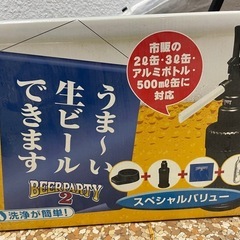 市販の
2ℓ缶・3ℓ缶・
アルミボトル・
500mℓ缶に
対応
うま〜い
生ビール
できます
BEER PARTY
2
洗浄が簡単!
スペシャルバリュー